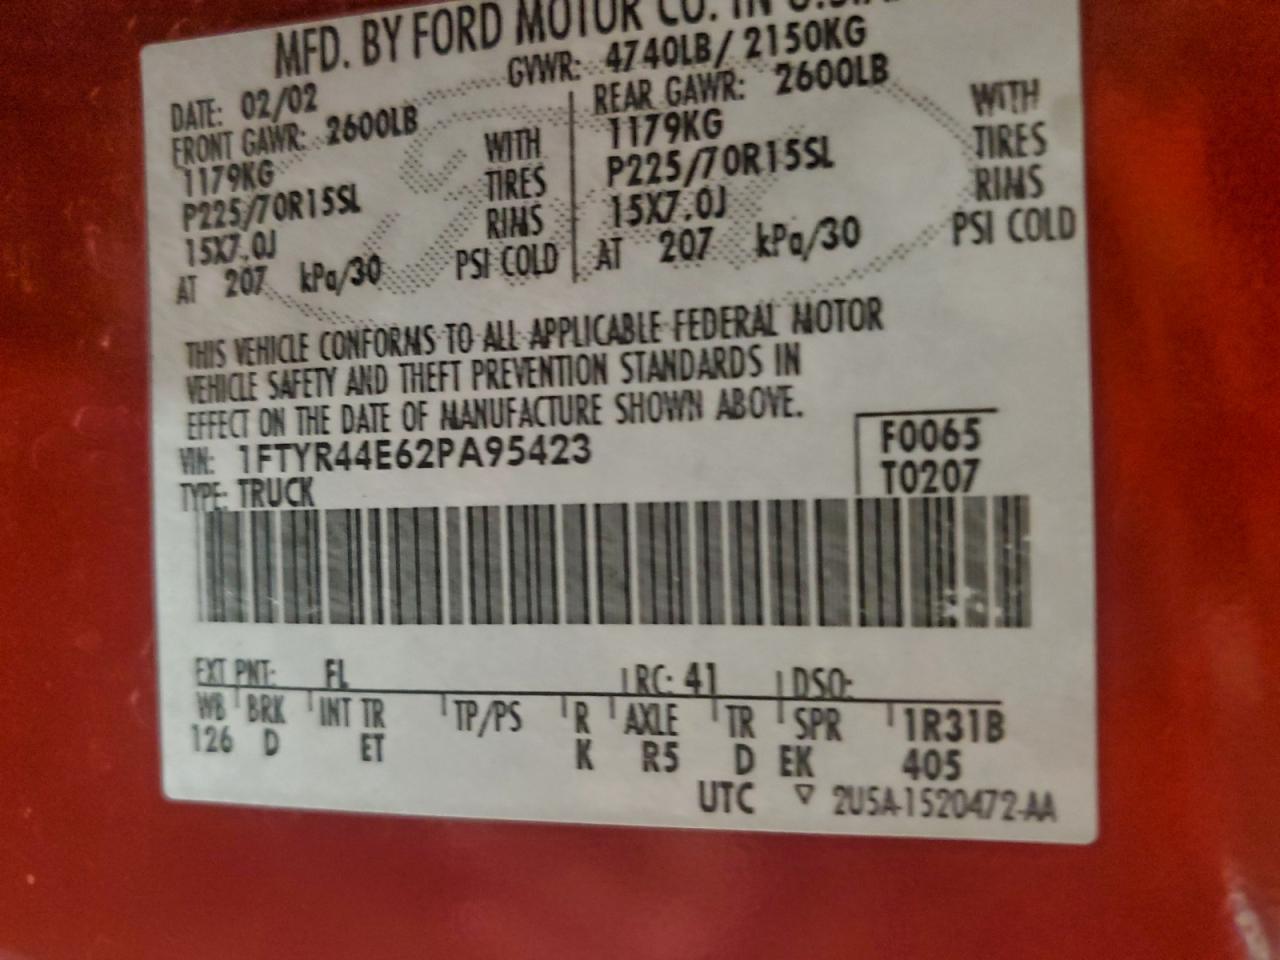 MFD. BY FORD MOTOR CO. IN U.S.A.
DATE: 02/02 GVWR: 4740LB/ 2150KG
FRONT GAWR: 2600LB REAR GAWR: 2600LB
1179KG WITH 1179KG WITH
P225/70R15SL TIRES P225/70R15SL TIRES
15X7.0J RIMS 15X7.0J RIMS
AT 207 kPa/30 PSI COLD AT 207 kPa/30 PSI COLD
THIS VEHICLE CONFORMS TO ALL APPLICABLE FEDERAL MOTOR
VEHICLE SAFETY AND THEFT PREVENTION STANDARDS IN
EFFECT ON THE DATE OF MANUFACTURE SHOWN ABOVE.
VIN: 1FTYR44E62PA95423 F0065
TYPE: TRUCK T0207
EXT PNT: FL RC: 41 DSO:
WB BRK INT TR TP/PS R AXLE TR SPR 1R31B
126 D ET K R5 D EK 405
UTC ▽ 2U5A-1520472-AA